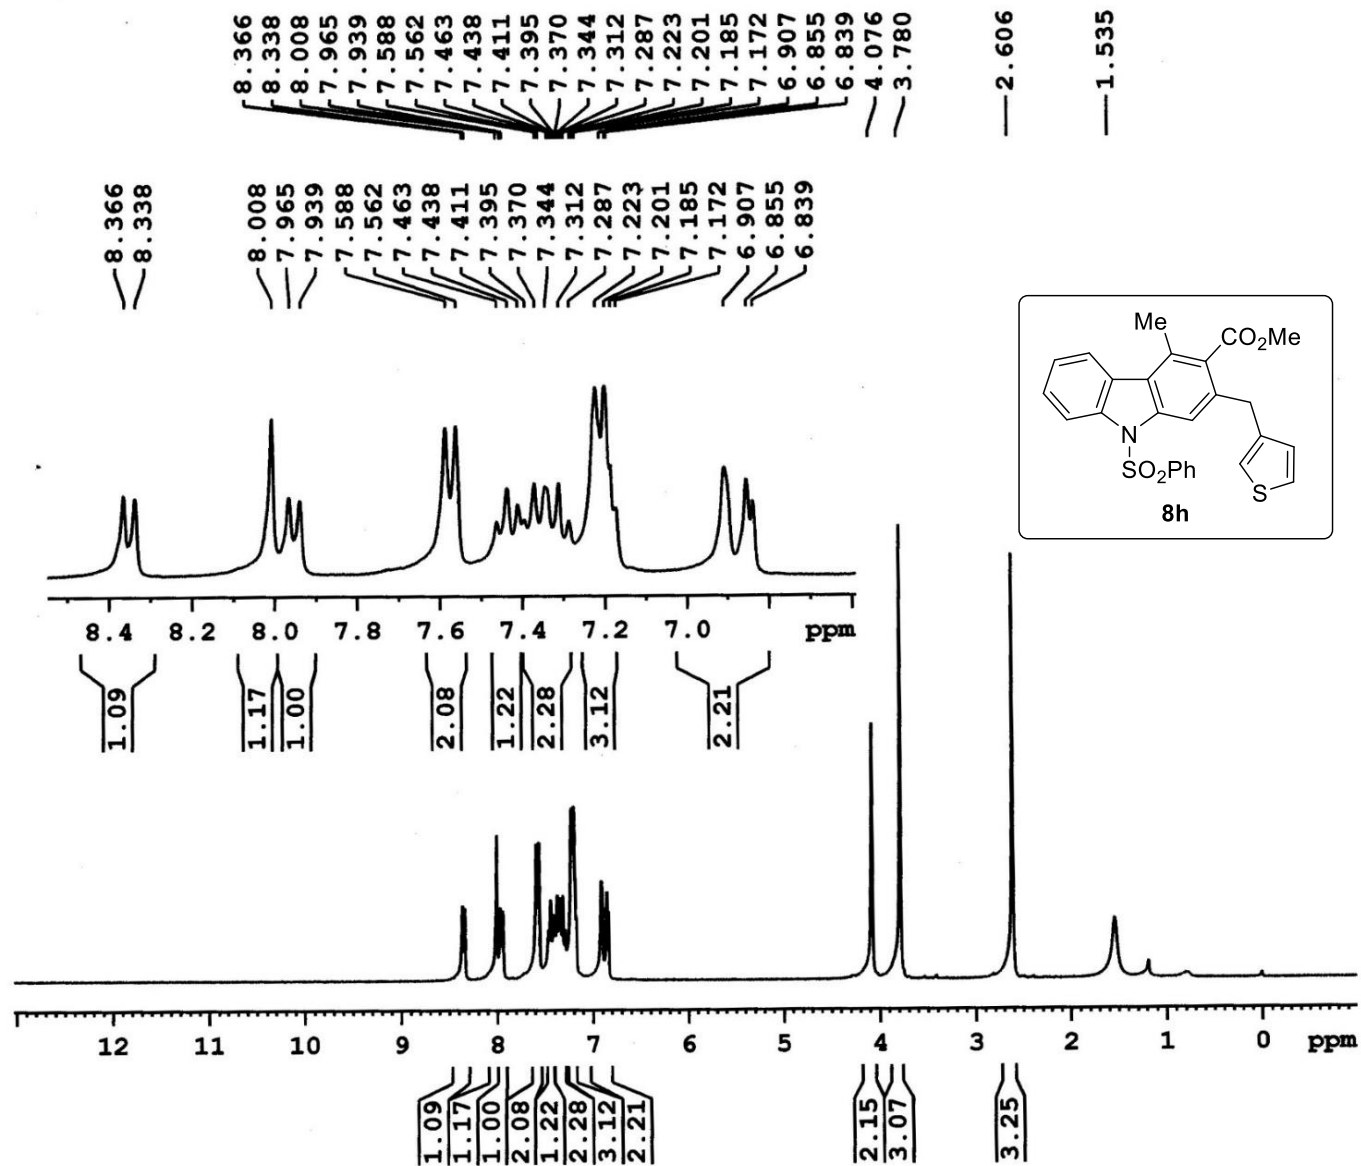 8.366 8.338 8.008 7.965 7.939 7.588 7.562 7.463 7.438 7.411 7.395 7.370 7.344 7.312 7.287 7.223 7.201 7.185 7.172 6.907 6.855 6.839 4.076 3.780 2.606 1.535
8.366 8.338 8.008 7.965 7.939 7.588 7.562 7.463 7.438 7.411 7.395 7.370 7.344 7.312 7.287 7.223 7.201 7.185 7.172 6.907 6.855 6.839
Me
CO2Me
N
SO2Ph
S
8h
8.4 8.2 8.0 7.8 7.6 7.4 7.2 7.0 ppm
1.09 1.17 1.00 2.08 1.22 2.28 3.12 2.21
12 11 10 9 8 7 6 5 4 3 2 1 0 ppm
1.09 1.17 1.00 2.08 1.22 2.28 3.12 2.21 2.15 3.07 3.25